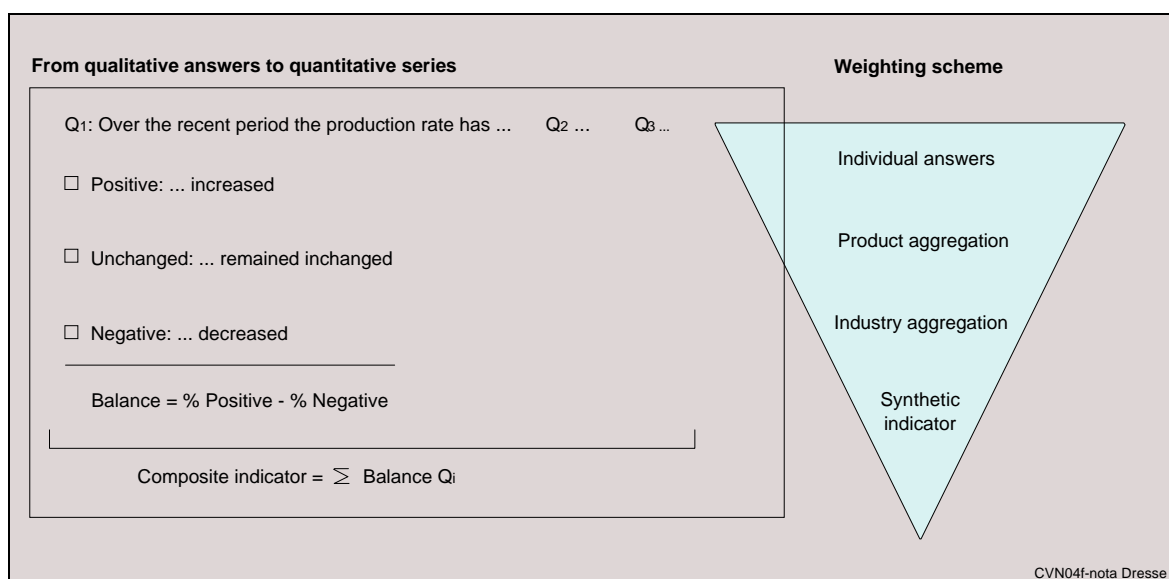 From qualitative answers to quantitative series
Weighting scheme
Q1: Over the recent period the production rate has ... Q2 ... Q3 ...
☐ Positive: ... increased
☐ Unchanged: ... remained inchanged
☐ Negative: ... decreased
Balance = % Positive - % Negative
Composite indicator = ∑ Balance Qi
Individual answers
Product aggregation
Industry aggregation
Synthetic
indicator
CVN04f-nota Dresse